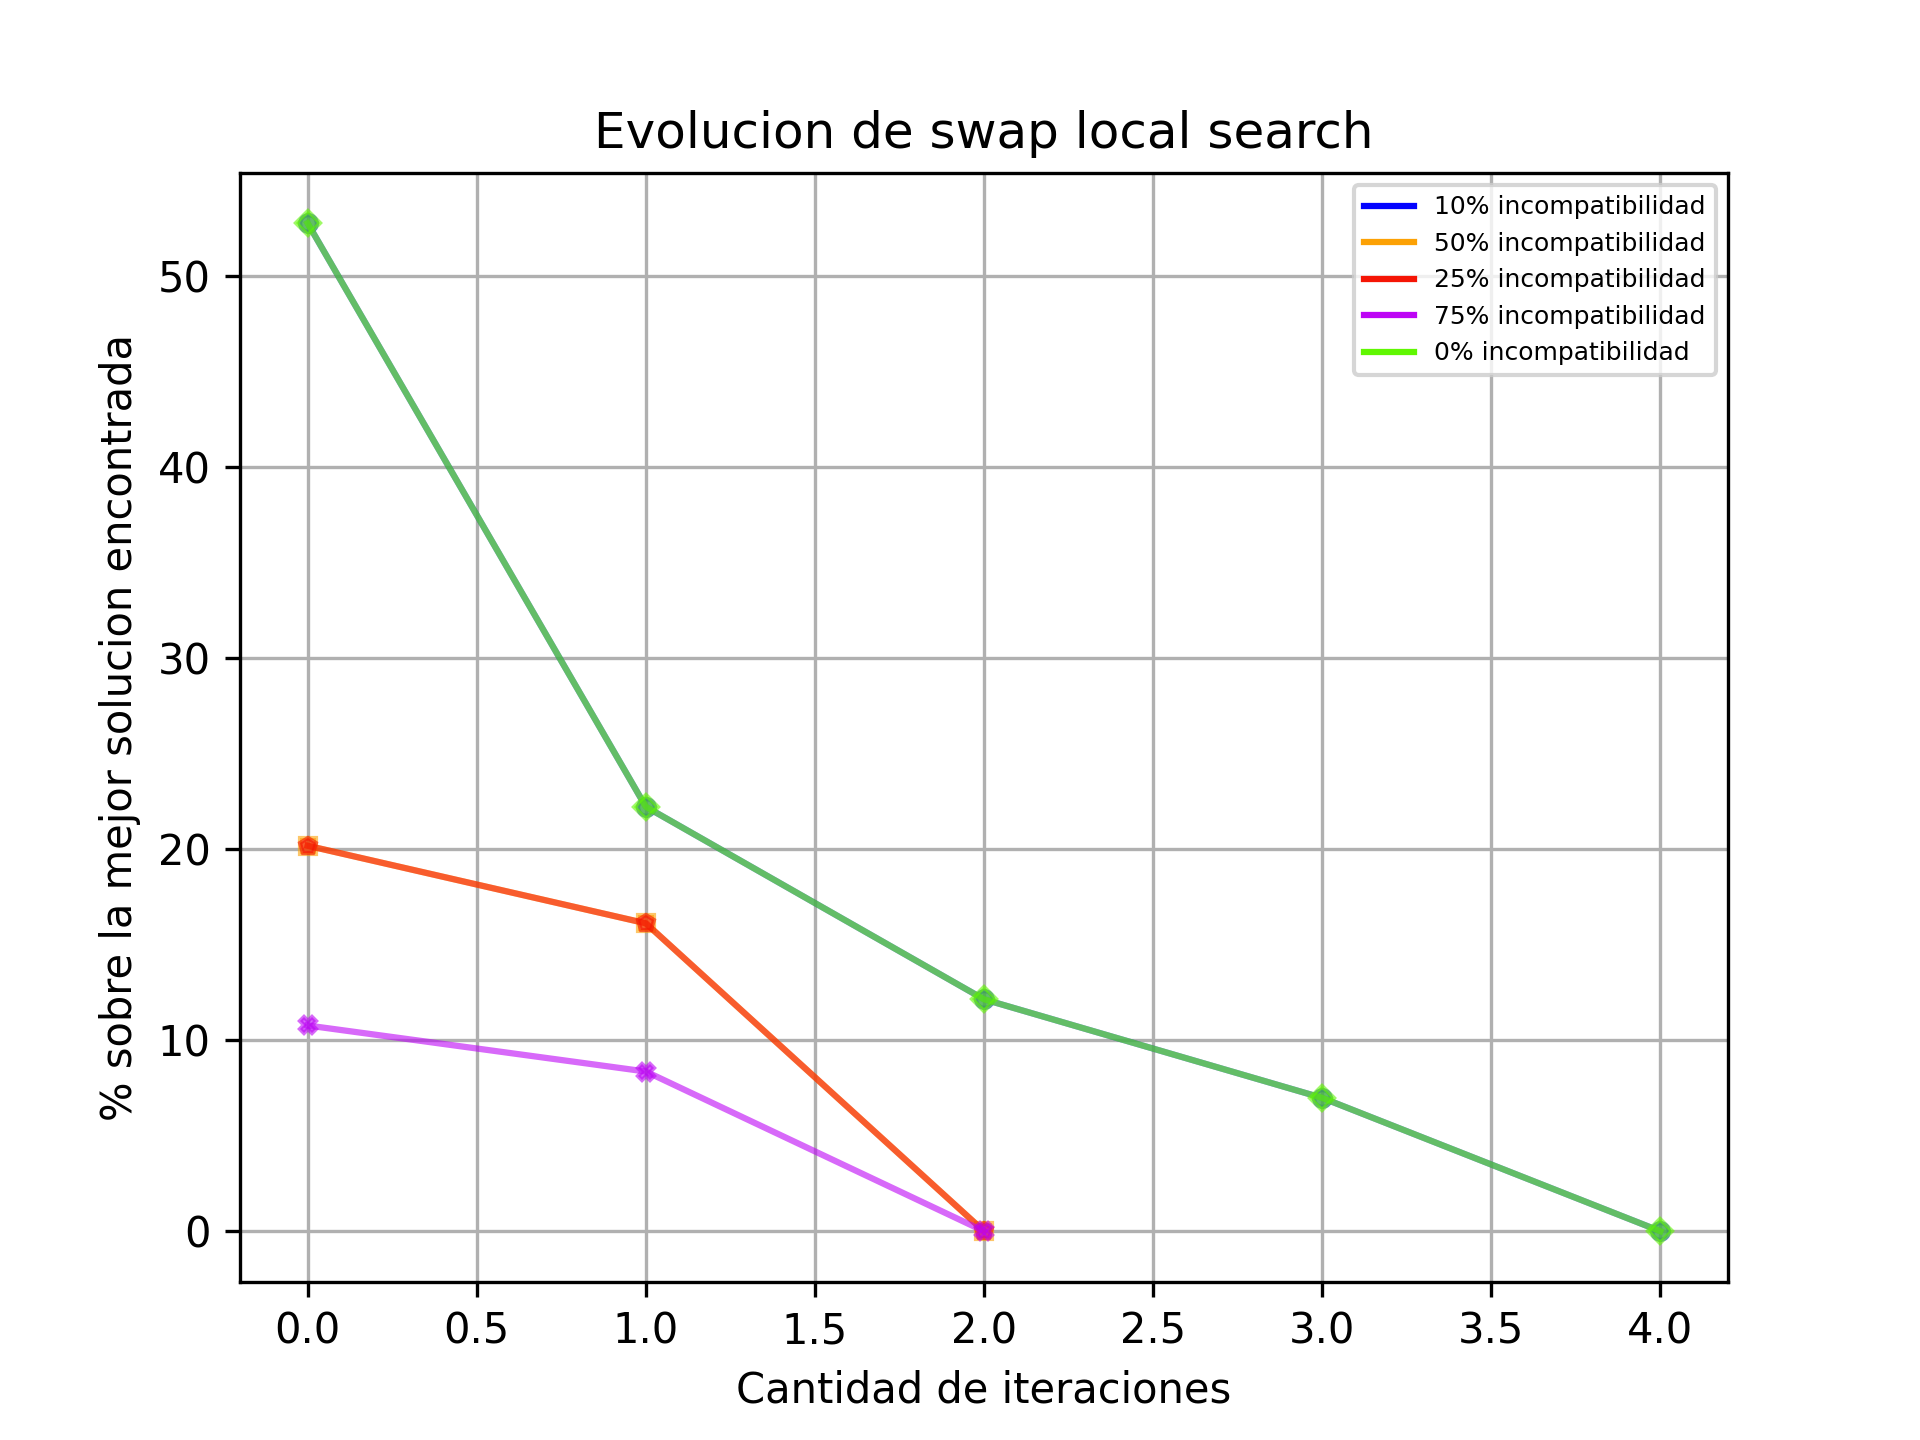 Evolucion de swap local search
10% incompatibilidad
50% incompatibilidad
25% incompatibilidad
75% incompatibilidad
0% incompatibilidad
% sobre la mejor solucion encontrada
50
40
30
20
10
0
0.0 0.5 1.0 1.5 2.0 2.5 3.0 3.5 4.0
Cantidad de iteraciones